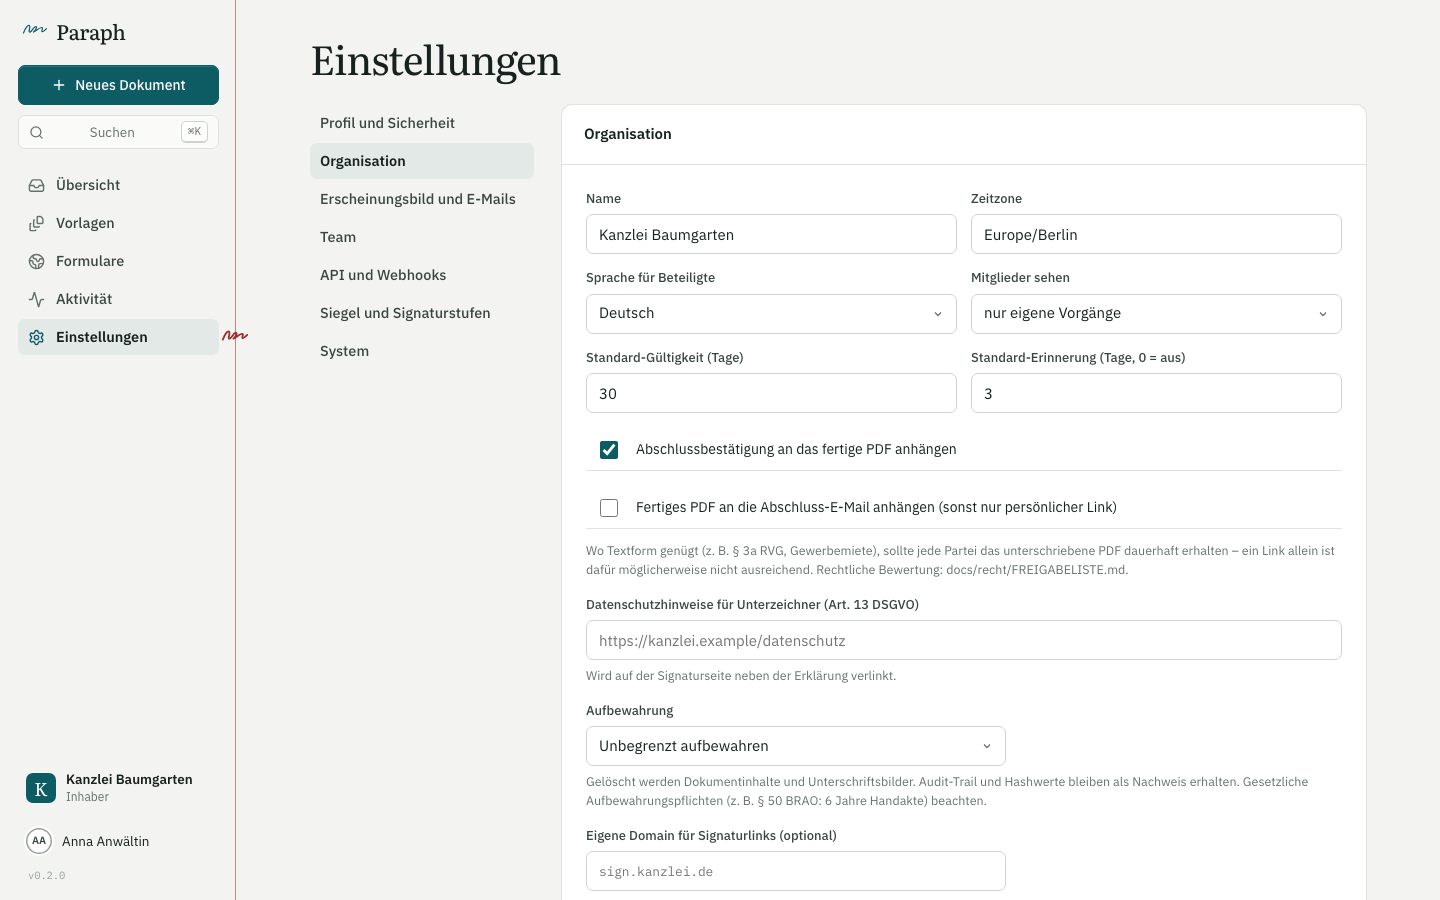 Paraph
Neues Dokument
Suchen ⌘K
Übersicht
Vorlagen
Formulare
Aktivität
Einstellungen
Kanzlei Baumgarten
Inhaber
K
AA
Anna Anwältin
v0.2.0
Einstellungen
Profil und Sicherheit
Organisation
Erscheinungsbild und E-Mails
Team
API und Webhooks
Siegel und Signaturstufen
System
Organisation
Name
Kanzlei Baumgarten
Zeitzone
Europe/Berlin
Sprache für Beteiligte
Deutsch
Mitglieder sehen
nur eigene Vorgänge
Standard-Gültigkeit (Tage)
30
Standard-Erinnerung (Tage, 0 = aus)
3
Abschlussbestätigung an das fertige PDF anhängen
Fertiges PDF an die Abschluss-E-Mail anhängen (sonst nur persönlicher Link)
Wo Textform genügt (z. B. § 3a RVG, Gewerbemiete), sollte jede Partei das unterschriebene PDF dauerhaft erhalten – ein Link allein ist
dafür möglicherweise nicht ausreichend. Rechtliche Bewertung: docs/recht/FREIGABELISTE.md.
Datenschutzhinweise für Unterzeichner (Art. 13 DSGVO)
https://kanzlei.example/datenschutz
Wird auf der Signaturseite neben der Erklärung verlinkt.
Aufbewahrung
Unbegrenzt aufbewahren
Gelöscht werden Dokumentinhalte und Unterschriftsbilder. Audit-Trail und Hashwerte bleiben als Nachweis erhalten. Gesetzliche
Aufbewahrungspflichten (z. B. § 50 BRAO: 6 Jahre Handakte) beachten.
Eigene Domain für Signaturlinks (optional)
sign.kanzlei.de